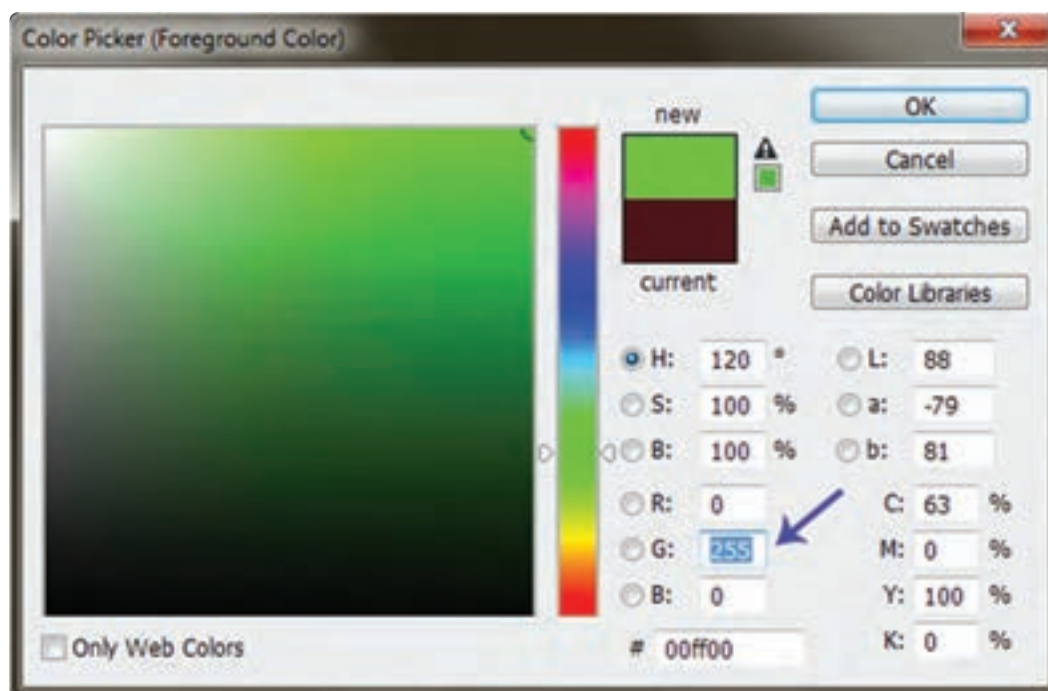 Color Picker (Foreground Color)
new
current
OK
Cancel
Add to Swatches
Color Libraries
H: 120 °
S: 100 %
B: 100 %
R: 0
G: 255
B: 0
# 00ff00
L: 88
a: -79
b: 81
C: 63 %
M: 0 %
Y: 100 %
K: 0 %
Only Web Colors